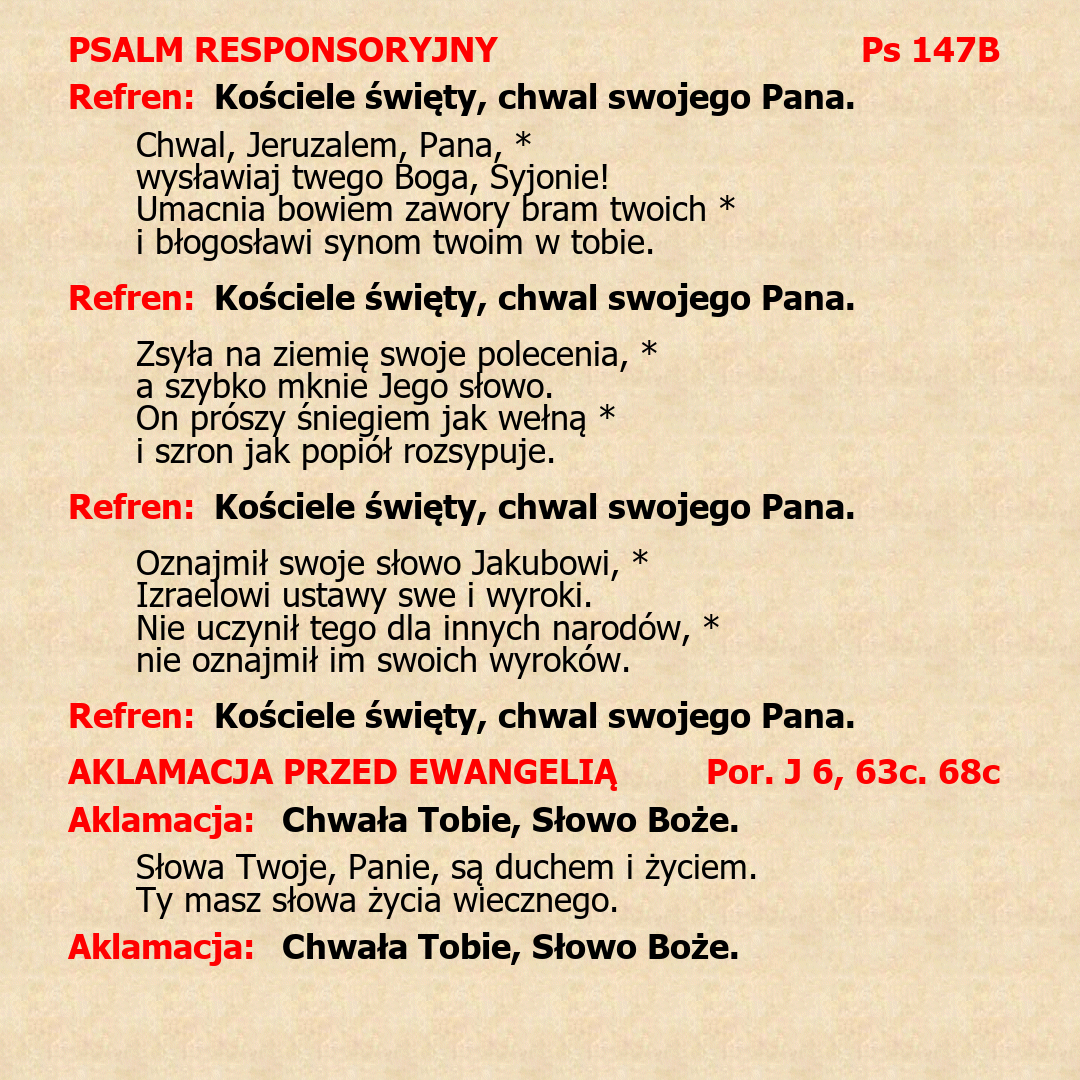 PSALM RESPONSORYJNY Ps 147B
Refren: Kościele święty, chwal swojego Pana.
Chwal, Jeruzalem, Pana, *
wysławiaj twego Boga, Syjonie!
Umacnia bowiem zawory bram twoich *
i błogosławi synom twoim w tobie.
Refren: Kościele święty, chwal swojego Pana.
Zsyła na ziemię swoje polecenia, *
a szybko mknie Jego słowo.
On prószy śniegiem jak wełną *
i szron jak popiół rozsypuje.
Refren: Kościele święty, chwal swojego Pana.
Oznajmił swoje słowo Jakubowi, *
Izraelowi ustawy swe i wyroki.
Nie uczynił tego dla innych narodów, *
nie oznajmił im swoich wyroków.
Refren: Kościele święty, chwal swojego Pana.
AKLAMACJA PRZED EWANGELIĄ Por. J 6, 63c. 68c
Aklamacja: Chwała Tobie, Słowo Boże.
Słowa Twoje, Panie, są duchem i życiem.
Ty masz słowa życia wiecznego.
Aklamacja: Chwała Tobie, Słowo Boże.